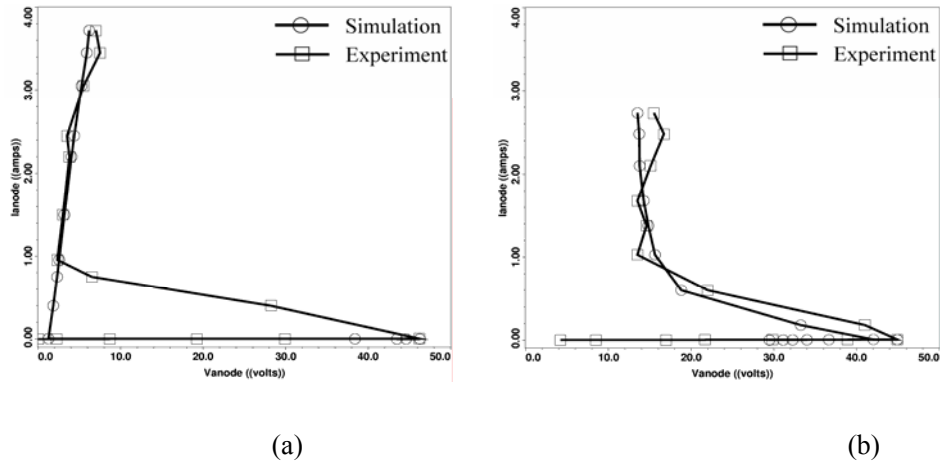 4.00
3.00
2.00
1.00
0.00
Ianode ((amps))
Simulation
Experiment
0.0 10.0 20.0 30.0 40.0 50.0
Vanode ((volts))
(a)
4.00
3.00
2.00
1.00
0.00
Ianode ((amps))
Simulation
Experiment
0.0 10.0 20.0 30.0 40.0 50.0
Vanode ((volts))
(b)